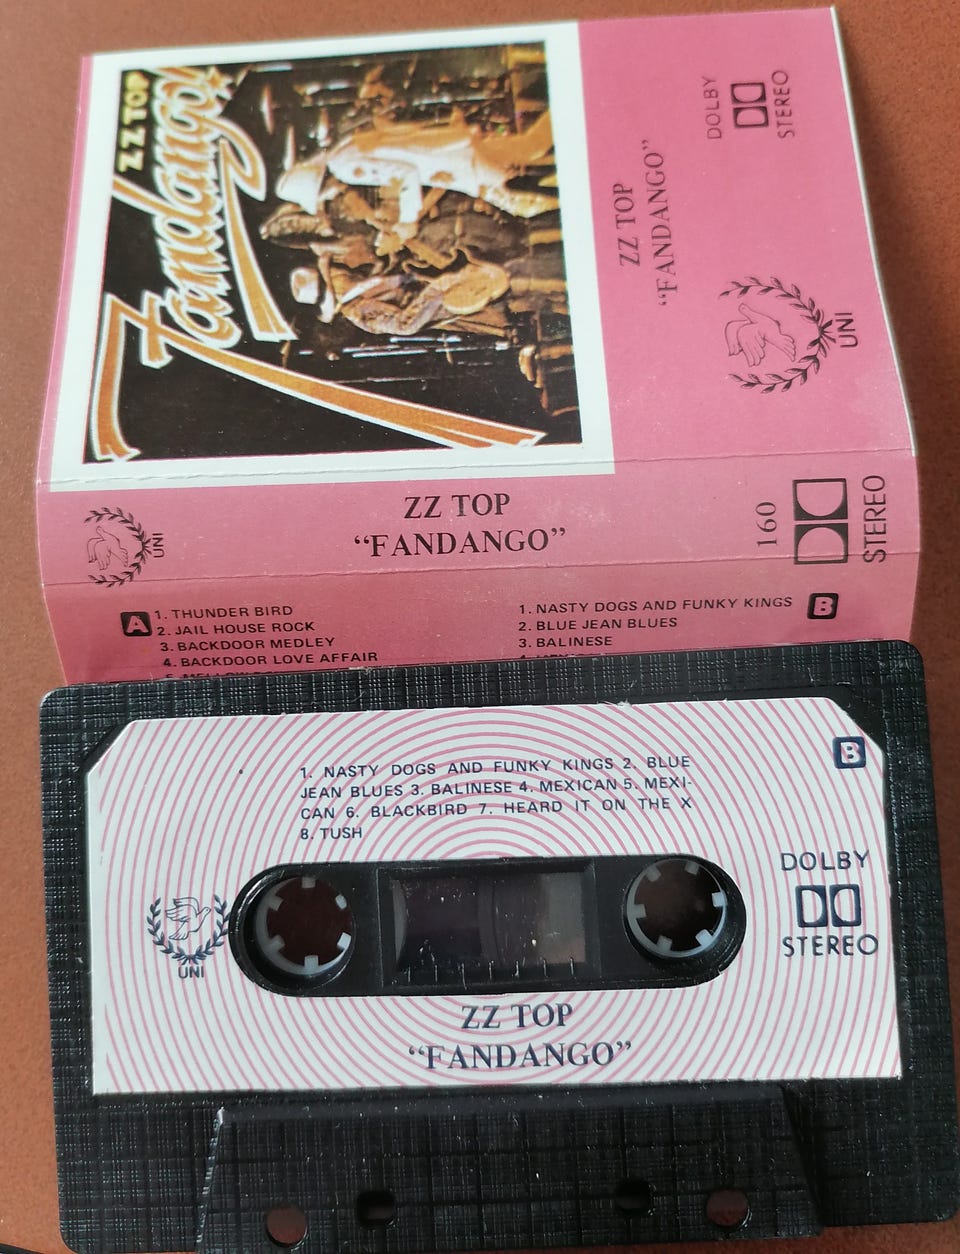 ZZ TOP
Fandango!
ZZ TOP
“FANDANGO”
DOLBY
STEREO
UNI
UNI
ZZ TOP
“FANDANGO”
160
STEREO
A
1. THUNDER BIRD
2. JAIL HOUSE ROCK
3. BACKDOOR MEDLEY
4. BACKDOOR LOVE AFFAIR
1. NASTY DOGS AND FUNKY KINGS
2. BLUE JEAN BLUES
3. BALINESE
B
B
1. NASTY DOGS AND FUNKY KINGS 2. BLUE
JEAN BLUES 3. BALINESE 4. MEXICAN 5. MEXI-
CAN 6. BLACKBIRD 7. HEARD IT ON THE X
8. TUSH
UNI
DOLBY
STEREO
ZZ TOP
“FANDANGO”